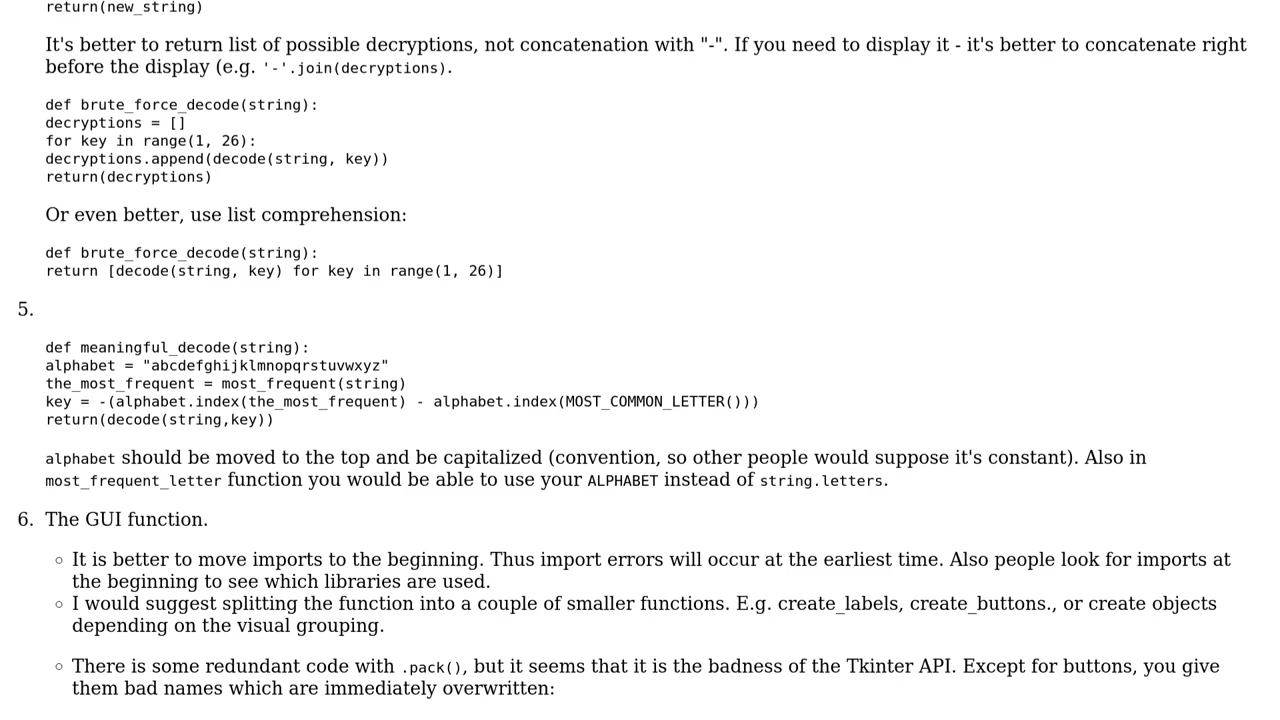 return(new_string)
It's better to return list of possible decryptions, not concatenation with "-". If you need to display it - it's better to concatenate right
before the display (e.g. '-'.join(decryptions).
def brute_force_decode(string):
decryptions = []
for key in range(1, 26):
decryptions.append(decode(string, key))
return(decryptions)
Or even better, use list comprehension:
def brute_force_decode(string):
return [decode(string, key) for key in range(1, 26)]
5.
def meaningful_decode(string):
alphabet = "abcdefghijklmnopqrstuvwxyz"
the_most_frequent = most_frequent(string)
key = -(alphabet.index(the_most_frequent) - alphabet.index(MOST_COMMON_LETTER()))
return(decode(string,key))
alphabet should be moved to the top and be capitalized (convention, so other people would suppose it's constant). Also in
most_frequent_letter function you would be able to use your ALPHABET instead of string.letters.
6. The GUI function.
◦ It is better to move imports to the beginning. Thus import errors will occur at the earliest time. Also people look for imports at
the beginning to see which libraries are used.
◦ I would suggest splitting the function into a couple of smaller functions. E.g. create_labels, create_buttons., or create objects
depending on the visual grouping.
◦ There is some redundant code with .pack(), but it seems that it is the badness of the Tkinter API. Except for buttons, you give
them bad names which are immediately overwritten: